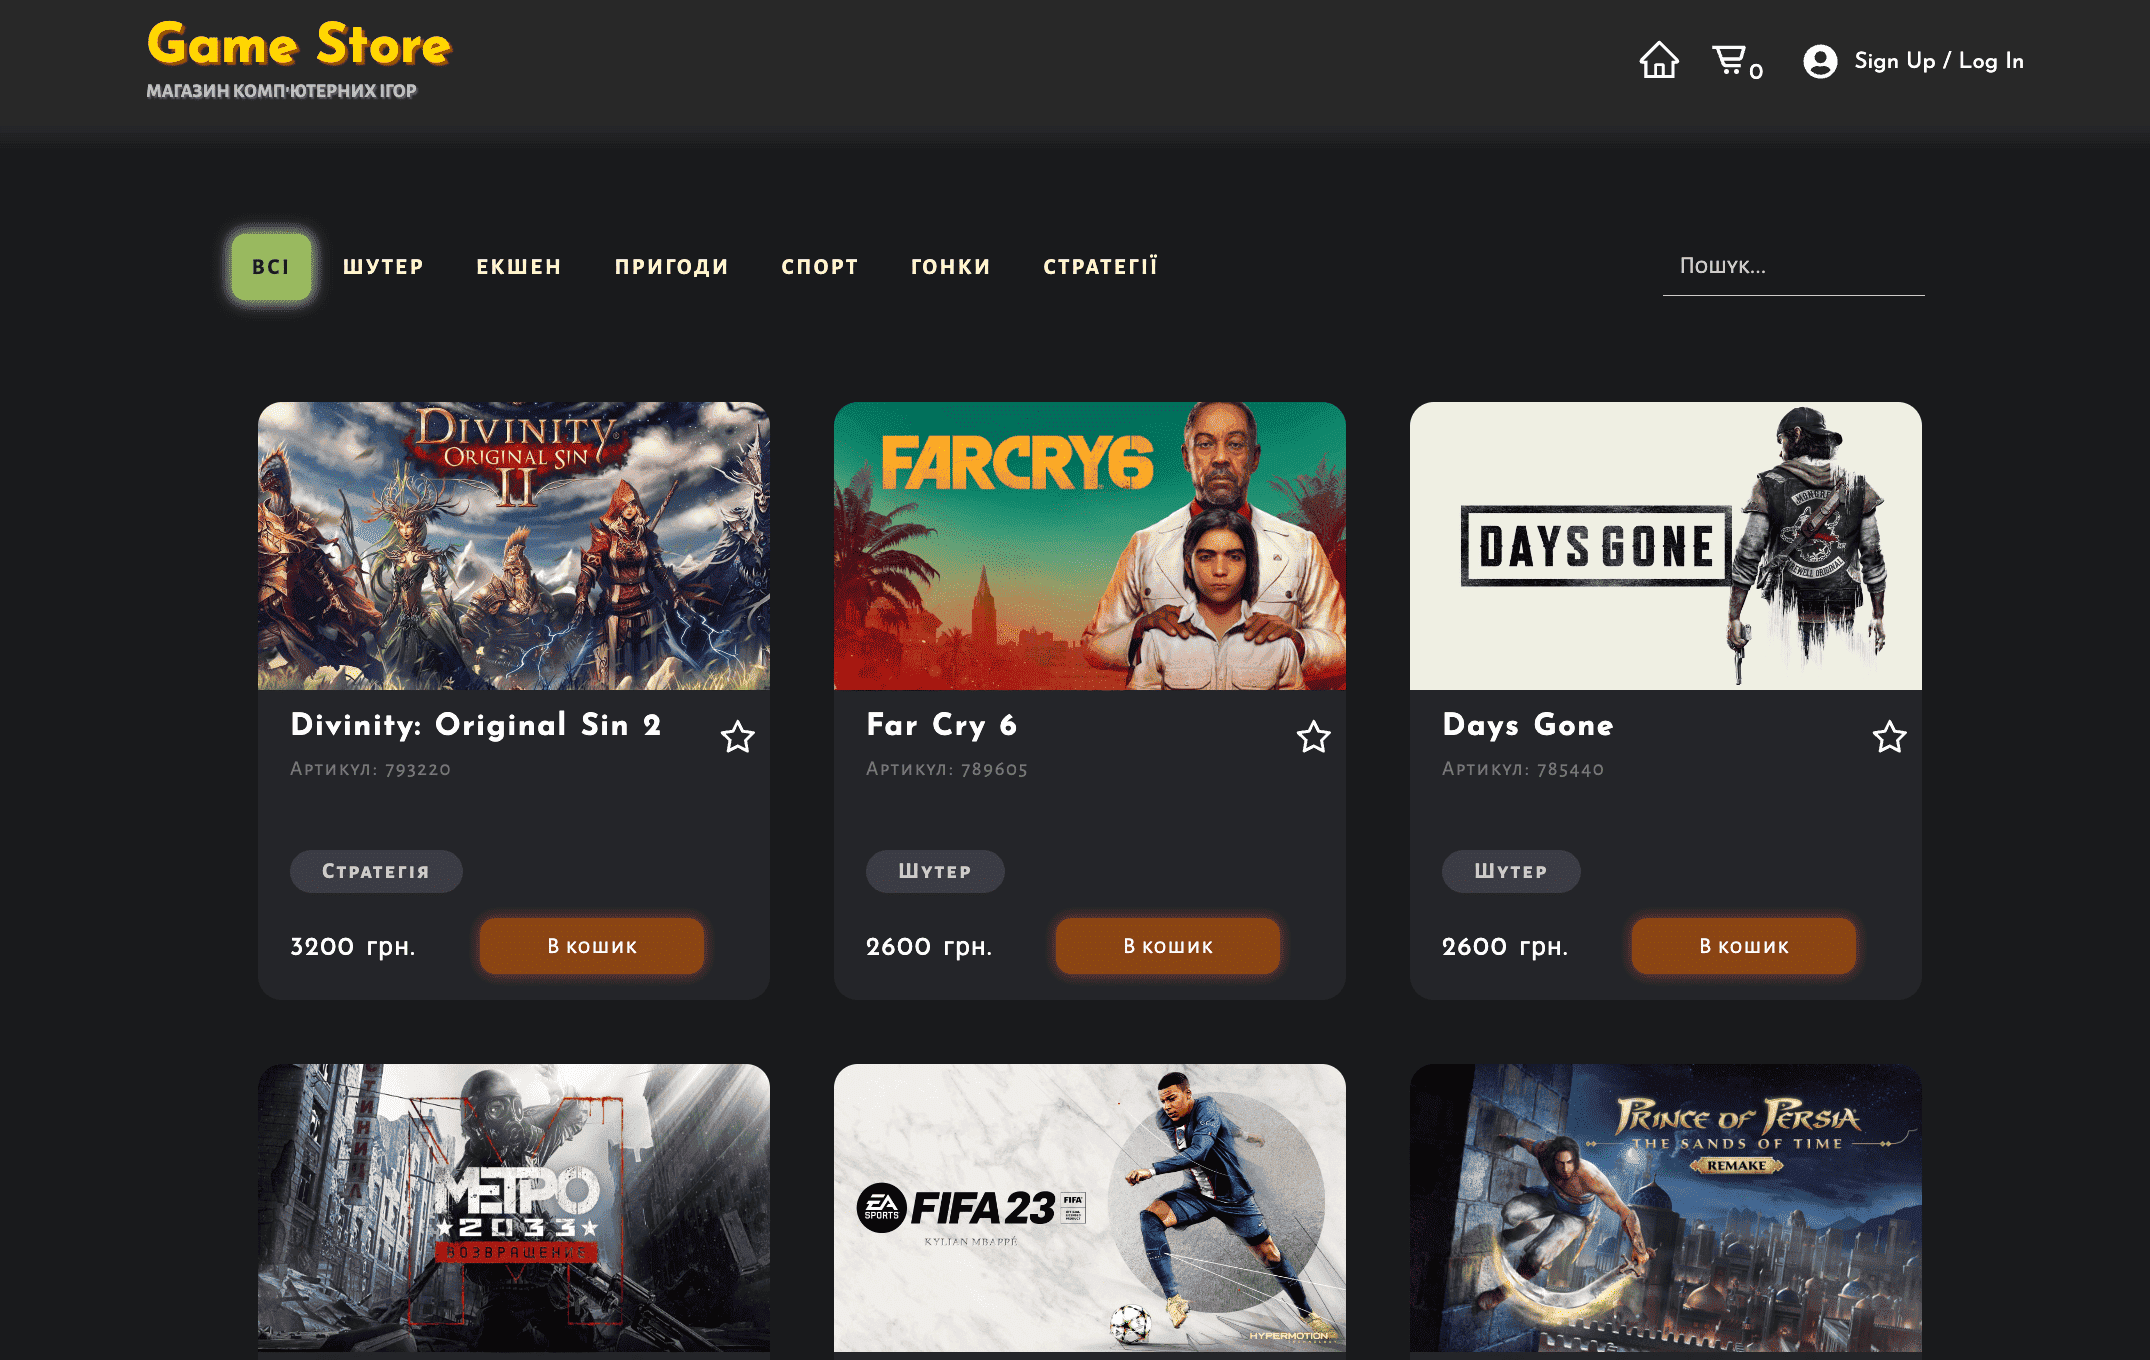 Game Store
МАГАЗИН КОМП'ЮТЕРНИХ ІГОР
0
Sign Up / Log In
ВСІ
ШУТЕР
ЕКШЕН
ПРИГОДИ
СПОРТ
ГОНКИ
СТРАТЕГІЇ
Пошук...
DIVINITY
ORIGINAL SIN
II
FARCRY6
DAYS GONE
Divinity: Original Sin 2
Артикул: 793220
Стратегія
3200 грн.
В кошик
Far Cry 6
Артикул: 789605
Шутер
2600 грн.
В кошик
Days Gone
Артикул: 785440
Шутер
2600 грн.
В кошик
МЕТРО
2033
ВОЗВРАЩЕНИЕ
EA
SPORTS
FIFA 23
FIFA
KYLIAN MBAPPÉ
HYPERMOTION
PRINCE OF PERSIA
THE SANDS OF TIME
REMAKE